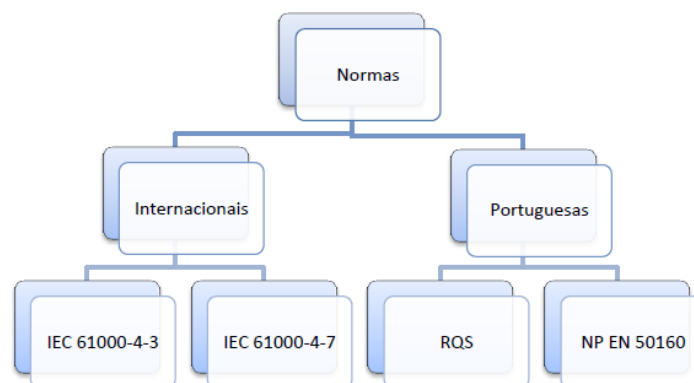 Normas
Internacionais
Portuguesas
IEC 61000-4-3
IEC 61000-4-7
RQS
NP EN 50160